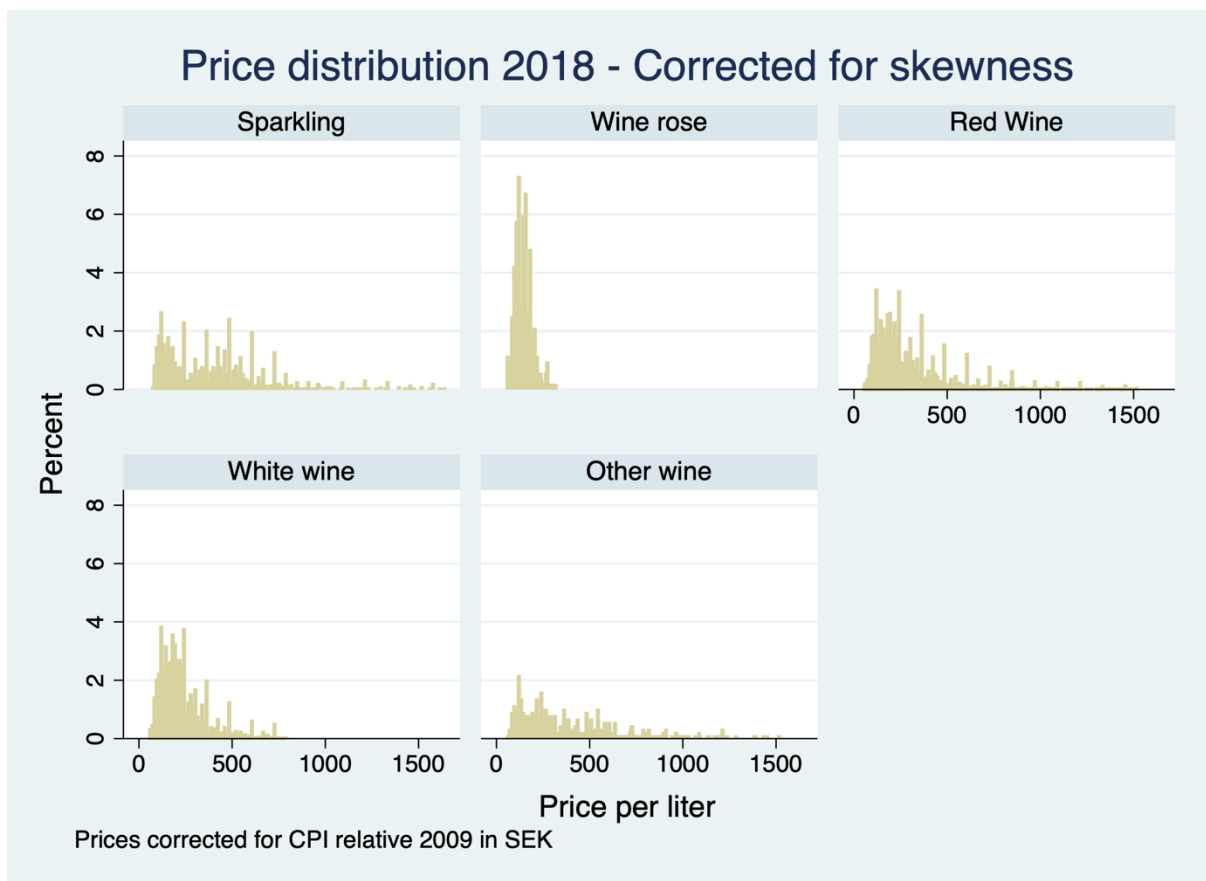 Price distribution 2018 - Corrected for skewness
Sparkling
Wine rose
Red Wine
8
6
4
2
0
0 500 1000 1500
Percent
White wine
Other wine
8
6
4
2
0
0 500 1000 1500
0 500 1000 1500
Price per liter
Prices corrected for CPI relative 2009 in SEK